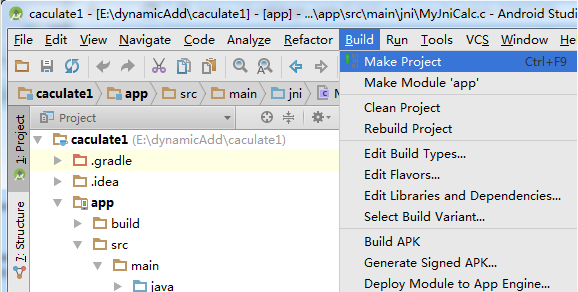 caculate1 - [E:\dynamicAdd\caculate1] - [app] - ...\app\src\main\jni\MyJniCalc.c - Android Studi
File Edit View Navigate Code Analyze Refactor Build Run Tools VCS Window He
caculate1 app src main jni
Make Project Ctrl+F9
Make Module 'app'
Clean Project
Rebuild Project
Edit Build Types...
Edit Flavors...
Edit Libraries and Dependencies...
Select Build Variant...
Build APK
Generate Signed APK...
Deploy Module to App Engine...
1: Project
7: Structure
Project
caculate1 (E:\dynamicAdd\caculate1)
.gradle
.idea
app
build
src
main
java